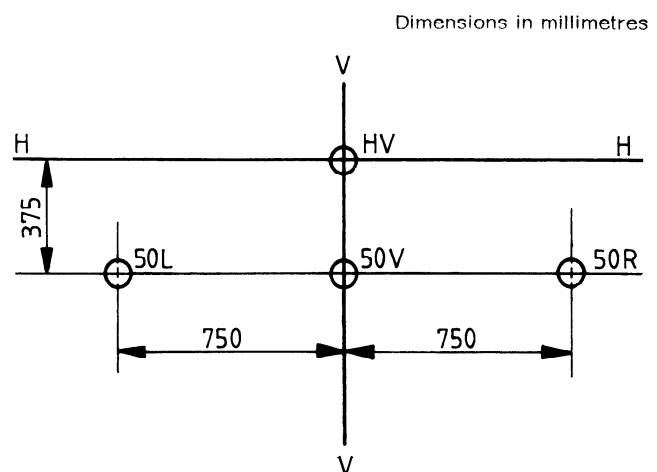 Dimensions in millimetres
V
H HV H
375
50L 50V 50R
750 750
V